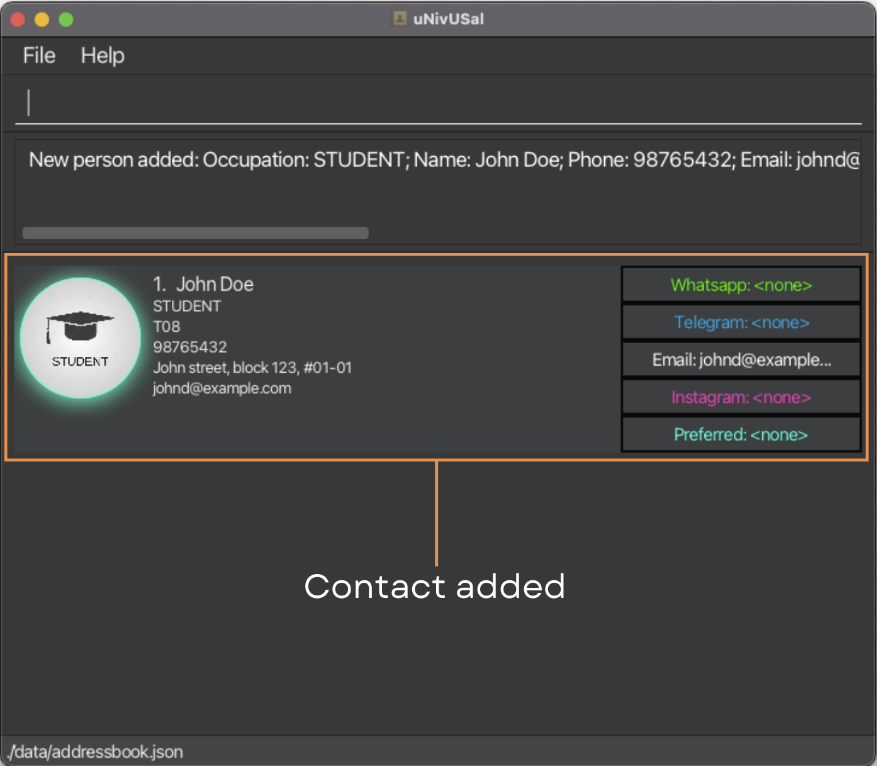 uNivUSal
File Help
New person added: Occupation: STUDENT; Name: John Doe; Phone: 98765432; Email: johnd@
STUDENT
1. John Doe
STUDENT
T08
98765432
John street, block 123, #01-01
johnd@example.com
Whatsapp: <none>
Telegram: <none>
Email: johnd@example...
Instagram: <none>
Preferred: <none>
Contact added
./data/addressbook.json